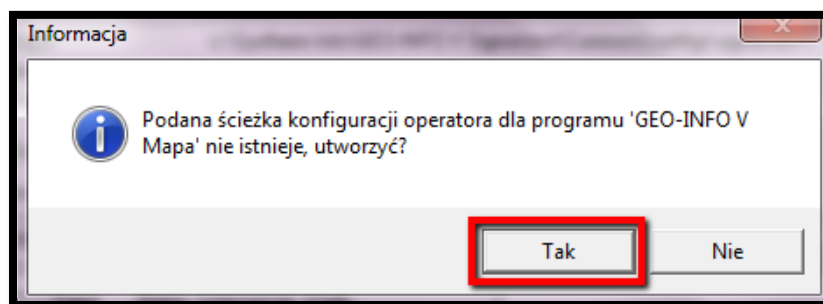 Informacja
Podana ścieżka konfiguracji operatora dla programu 'GEO-INFO V
Mapa' nie istnieje, utworzyć?
Tak Nie